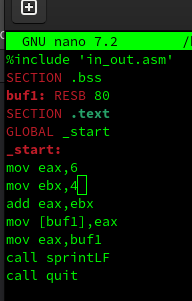 GNU nano 7.2 /
%include 'in_out.asm'
SECTION .bss
buf1: RESB 80
SECTION .text
GLOBAL _start
_start:
mov eax,6
mov ebx,4
add eax,ebx
mov [buf1],eax
mov eax,buf1
call sprintLF
call quit